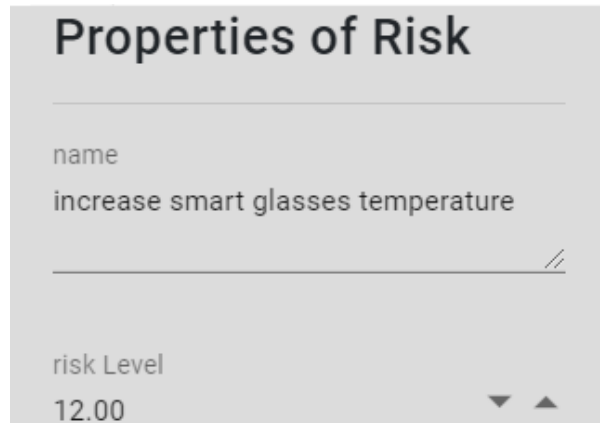 Properties of Risk
name
increase smart glasses temperature
risk Level
12.00